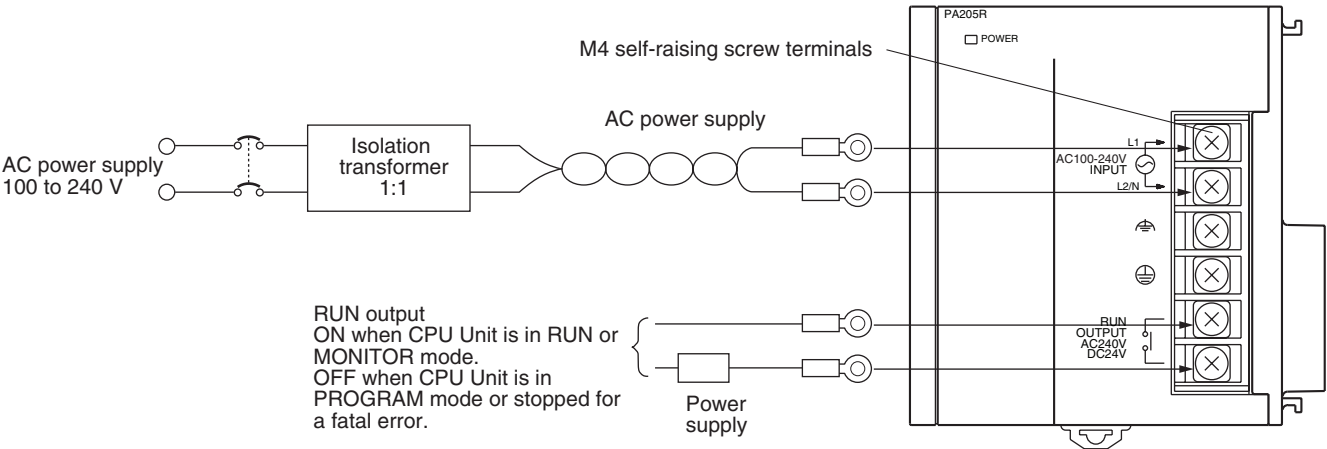 PA205R
POWER
M4 self-raising screw terminals
AC power supply
AC power supply
100 to 240 V
Isolation
transformer
1:1
L1
AC100-240V
INPUT
L2/N
RUN output
ON when CPU Unit is in RUN or
MONITOR mode.
OFF when CPU Unit is in
PROGRAM mode or stopped for
a fatal error.
Power
supply
RUN
OUTPUT
AC240V
DC24V